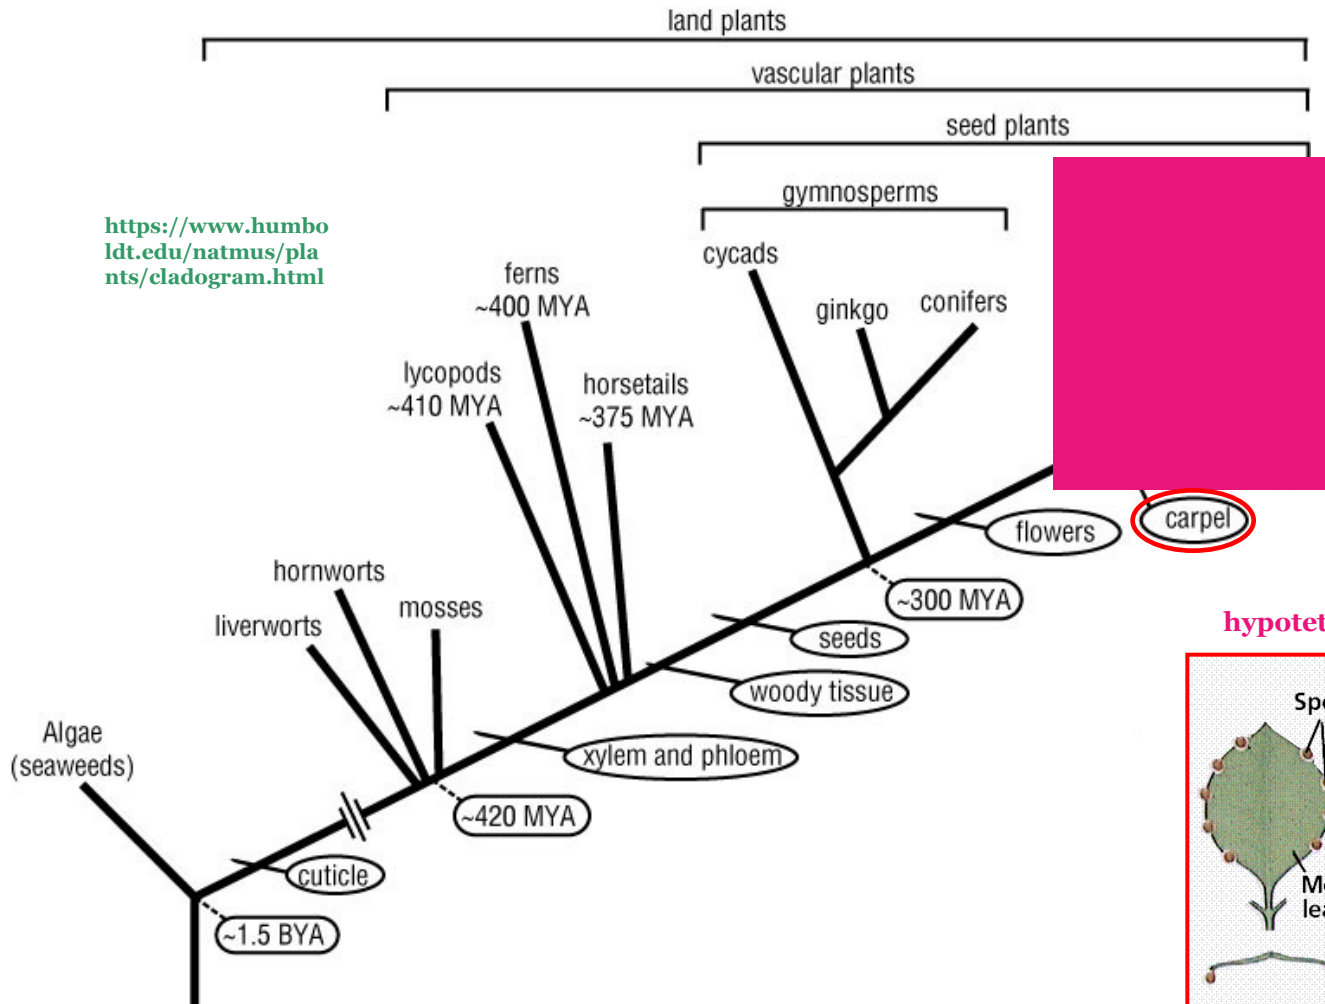 land plants
vascular plants
seed plants
gymnosperms
https://www.humbo
ldt.edu/natmus/pla
nts/cladogram.html
cycads
ferns
~400 MYA
ginkgo
conifers
lycopods
~410 MYA
horsetails
~375 MYA
carpel
flowers
hornworts
~300 MYA
mosses
liverworts
hypotet
seeds
woody tissue
Algae
(seaweeds)
xylem and phloem
~420 MYA
cuticle
~1.5 BYA